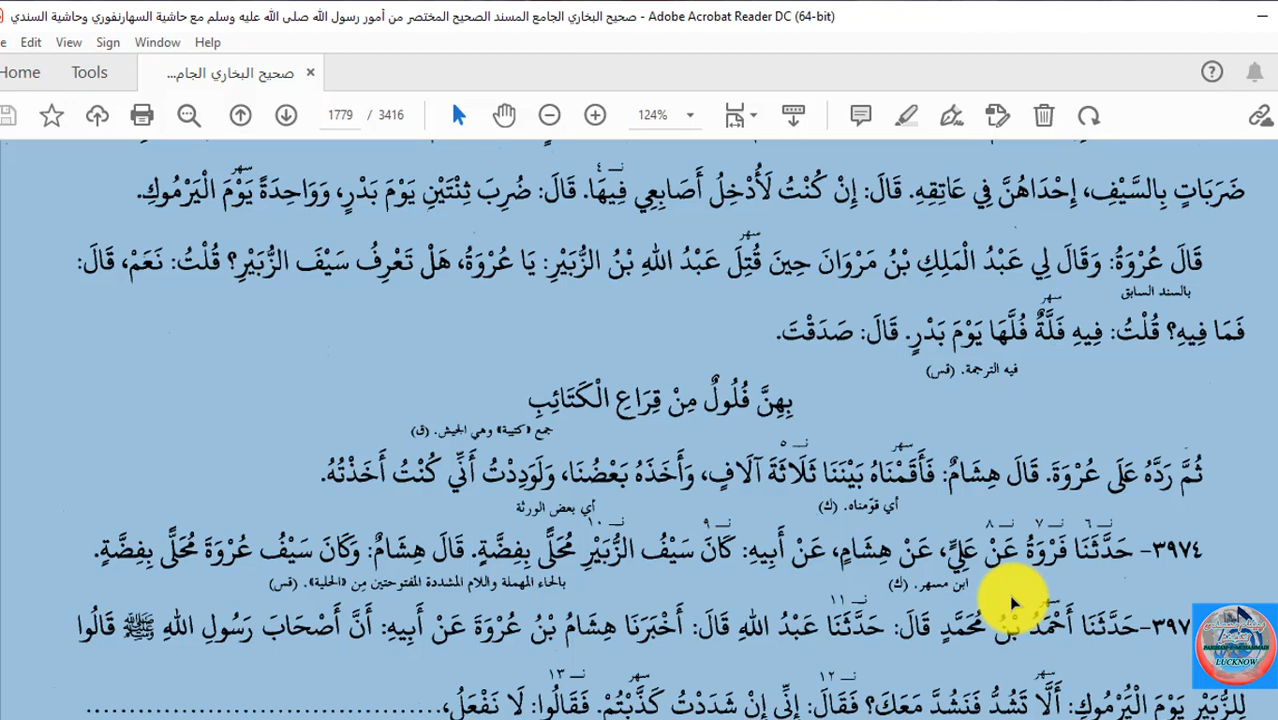 صحيح البخاري الجامع المسند الصحيح المختصر من أمور رسول الله صلى الله عليه وسلم مع حاشية السهارنفوري وحاشية السندي - Adobe Acrobat Reader DC (64-bit)
e Edit View Sign Window Help
Home Tools صحيح البخاري الجام... ×
1779 / 3416 124%
ضَرَبَاتٍ بِالسَّيْفِ، إِحْدَاهُنَّ فِي عَاتِقِهِ. قَالَ: إِنْ كُنْتُ لَأُدْخِلُ أَصَابِعِي فِيهَا. قَالَ: ضُرِبَ ثِنْتَيْنِ يَوْمَ بَدْرٍ، وَوَاحِدَةً يَوْمَ الْيَرْمُوكِ.
قَالَ عُرْوَةُ: وَقَالَ لِي عَبْدُ الْمَلِكِ بْنُ مَرْوَانَ حِينَ قُتِلَ عَبْدُ اللهِ بْنُ الزُّبَيْرِ: يَا عُرْوَةُ، هَلْ تَعْرِفُ سَيْفَ الزُّبَيْرِ؟ قُلْتُ: نَعَمْ، قَالَ:
بالسند السابق
فَمَا فِيهِ؟ قُلْتُ: فِيهِ فَلَّةٌ فُلَّهَا يَوْمَ بَدْرٍ. قَالَ: صَدَقْتَ.
فيه الترجمة. (قس)
بِهِنَّ فُلُولٌ مِنْ قِرَاعِ الْكَتَائِبِ
جمع «كتيبة» وهي الجيش. (ق)
ثُمَّ رَدَّهُ عَلَى عُرْوَةَ. قَالَ هِشَامٌ: فَأَقَمْنَاهُ بَيْنَنَا ثَلَاثَةَ آلَافٍ، وَأَخَذَهُ بَعْضُنَا، وَلَوَدِدْتُ أَنِّي كُنْتُ أَخَذْتُهُ.
أي قوّمناه. (ك) أي بعض الورثة
٣٩٧٤- حَدَّثَنَا فَرْوَةُ عَنْ عَلِيٍّ، عَنْ هِشَامٍ، عَنْ أَبِيهِ: كَانَ سَيْفُ الزُّبَيْرِ مُحَلًّى بِفِضَّةٍ. قَالَ هِشَامٌ: وَكَانَ سَيْفُ عُرْوَةَ مُحَلًّى بِفِضَّةٍ.
ابن مسهر. (ك) بالحاء المهملة واللام المشددة المفتوحتين مِن «الحلية». (قس)
٣٩٧-حَدَّثَنَا أَحْمَدُ بْنُ مُحَمَّدٍ قَالَ: حَدَّثَنَا عَبْدُ اللهِ قَالَ: أَخْبَرَنَا هِشَامُ بْنُ عُرْوَةَ عَنْ أَبِيهِ: أَنَّ أَصْحَابَ رَسُولِ اللهِ ﷺ قَالُوا
لِلزُّبَيْرِ يَوْمَ الْيَرْمُوكِ: أَلَّا تَشُدُّ فَنَشُدَّ مَعَكَ؟ فَقَالَ: إِنِّي إِنْ شَدَدْتُ كَذَّبْتُمْ. فَقَالُوا: لَا نَفْعَلُ،
LUCKNOW